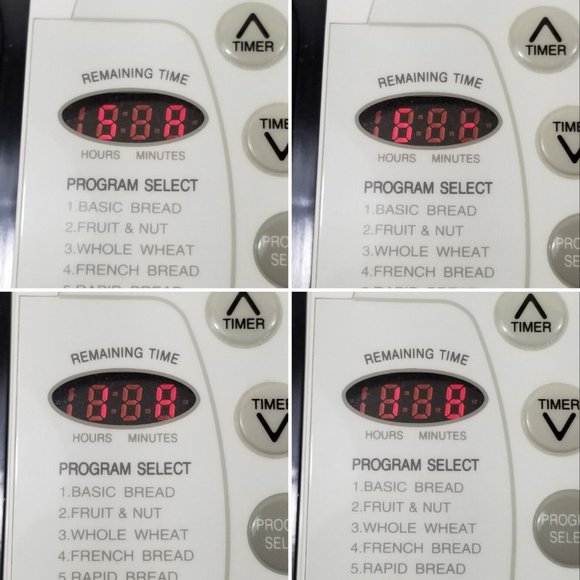 TIMER
REMAINING TIME
HOURS MINUTES
PROGRAM SELECT
1.BASIC BREAD
2.FRUIT & NUT
3.WHOLE WHEAT
4.FRENCH BREAD
TIMER
REMAINING TIME
HOURS MINUTES
PROGRAM SELECT
1.BASIC BREAD
2.FRUIT & NUT
3.WHOLE WHEAT
4.FRENCH BREAD
TIMER
REMAINING TIME
TIMER
HOURS MINUTES
PROGRAM SELECT
1.BASIC BREAD
2.FRUIT & NUT
3.WHOLE WHEAT
4.FRENCH BREAD
5.RAPID BREAD
TIMER
REMAINING TIME
TIMER
HOURS MINUTES
PROGRAM SELECT
1.BASIC BREAD
2.FRUIT & NUT
3.WHOLE WHEAT
4.FRENCH BREAD
5.RAPID BREAD